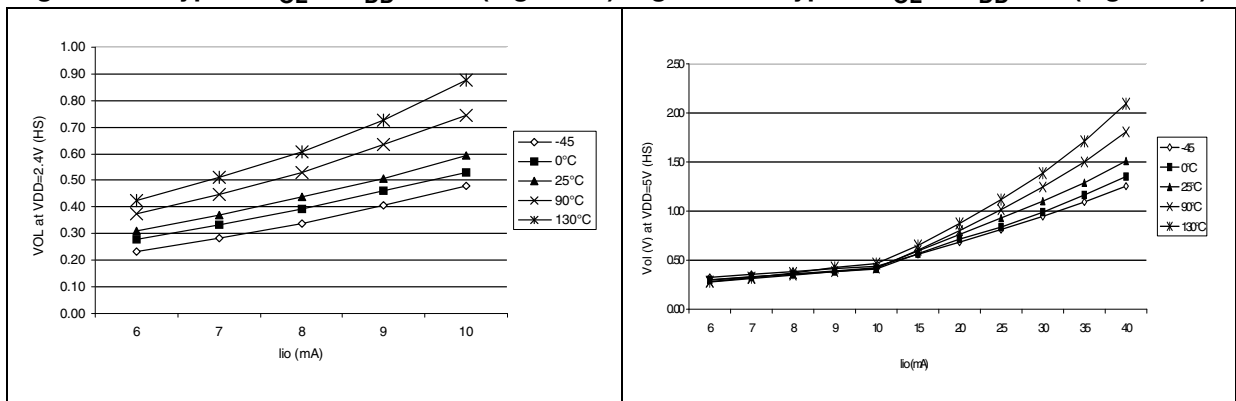 VOL at VDD=2.4V (HS)
1.00
0.90
0.80
0.70
0.60
0.50
0.40
0.30
0.20
0.10
0.00
6 7 8 9 10
Iio (mA)
-45
0°C
25°C
90°C
130°C
Vol (V) at VDD=5V (HS)
2.50
2.00
1.50
1.00
0.50
0.00
6 7 8 9 10 15 20 25 30 35 40
Iio(mA)
-45
0°C
25°C
90°C
130°C